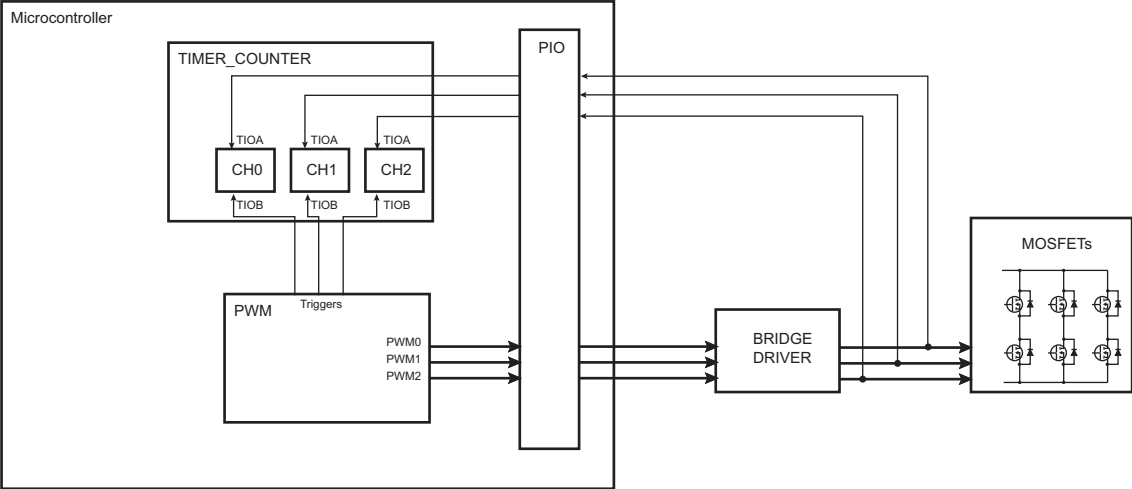 Microcontroller
PIO
TIMER_COUNTER
TIOA
TIOA
TIOA
CH0
CH1
CH2
TIOB
TIOB
TIOB
MOSFETs
Triggers
PWM
PWM0
PWM1
PWM2
BRIDGE
DRIVER